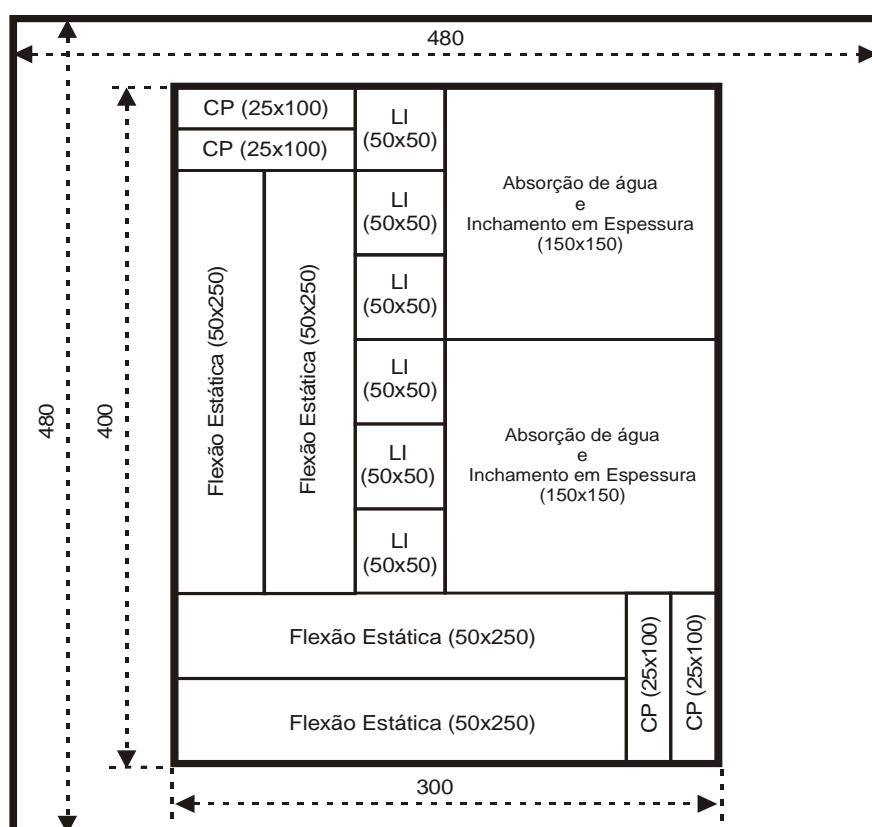 480
CP (25x100)
CP (25x100)
LI
(50x50)
LI
(50x50)
LI
(50x50)
LI
(50x50)
LI
(50x50)
LI
(50x50)
Absorção de água
e
Inchamento em Espessura
(150x150)
Absorção de água
e
Inchamento em Espessura
(150x150)
480
400
Flexão Estática (50x250)
Flexão Estática (50x250)
Flexão Estática (50x250)
Flexão Estática (50x250)
CP (25x100)
CP (25x100)
300